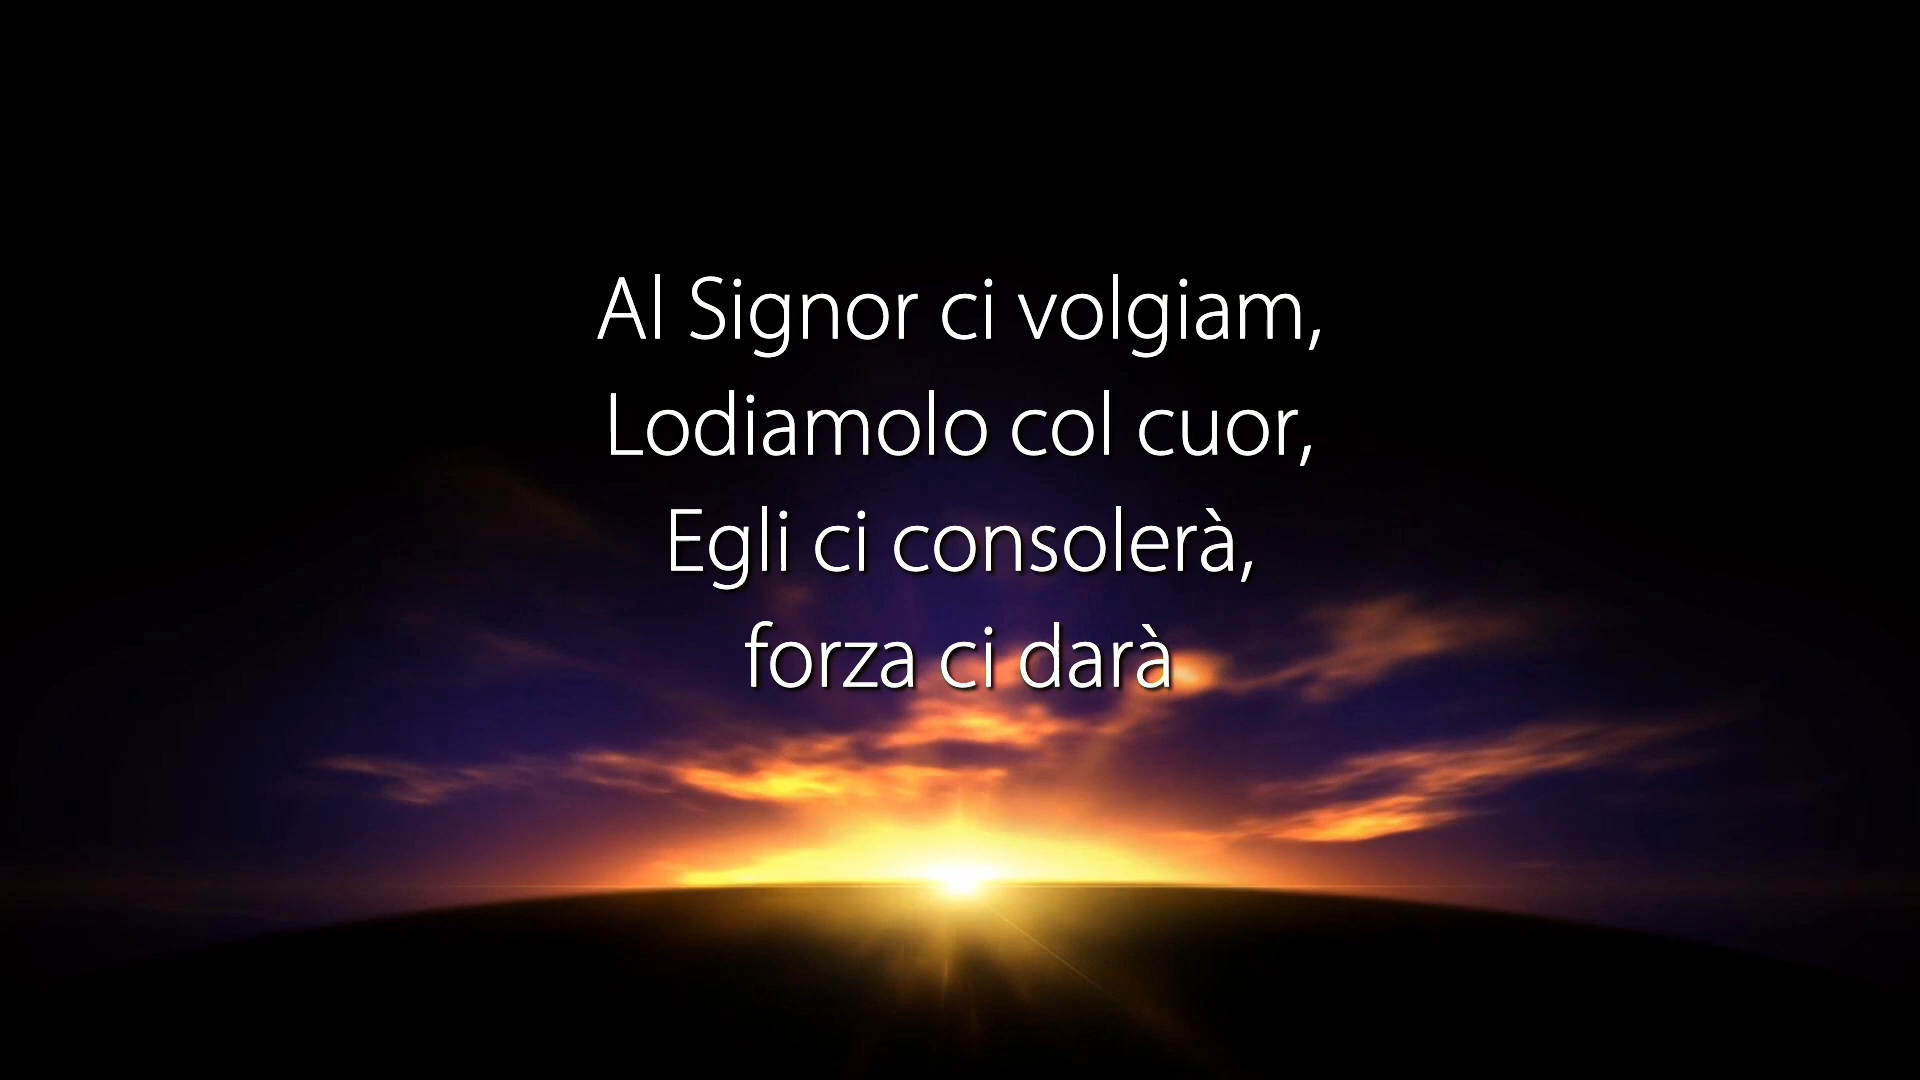 Al Signor ci volgiam,
Lodiamolo col cuor,
Egli ci consolerà,
forza ci darà